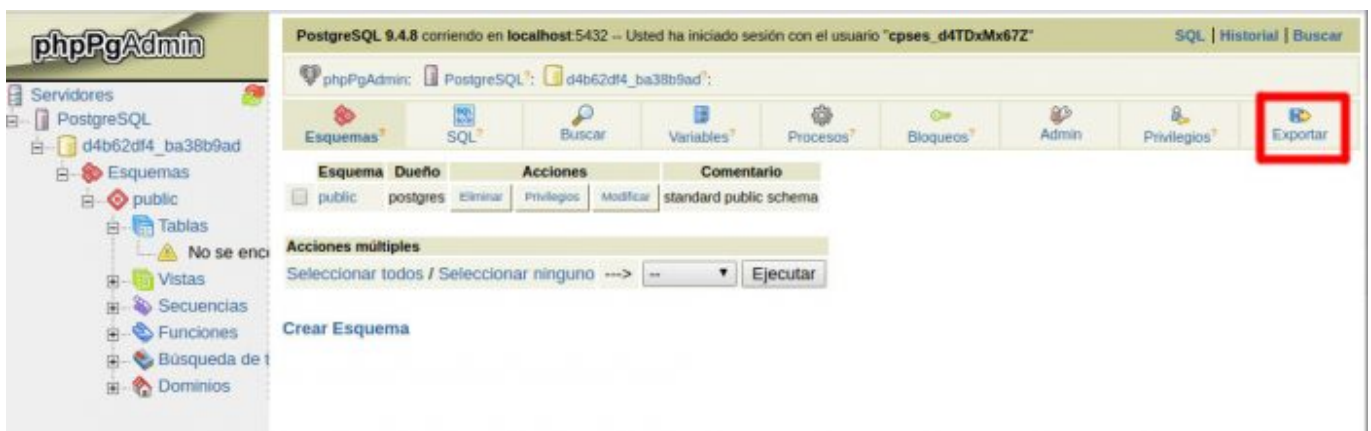 phpPgAdmin
PostgreSQL 9.4.8 corriendo en localhost:5432 -- Usted ha iniciado sesión con el usuario "cpses_d4TDxMx67Z"
SQL | Historial | Buscar
phpPgAdmin: PostgreSQL?: d4b62df4_ba38b9ad?:
Esquemas? SQL? Buscar Variables? Procesos? Bloqueos? Admin Privilegios? Exportar
Servidores
PostgreSQL
d4b62df4_ba38b9ad
Esquemas
public
Tablas
No se enc
Vistas
Secuencias
Funciones
Búsqueda de t
Dominios
Esquema Dueño Acciones Comentario
public postgres Eliminar Privilegios Modificar standard public schema
Acciones múltiples
Seleccionar todos / Seleccionar ninguno ---> -- Ejecutar
Crear Esquema